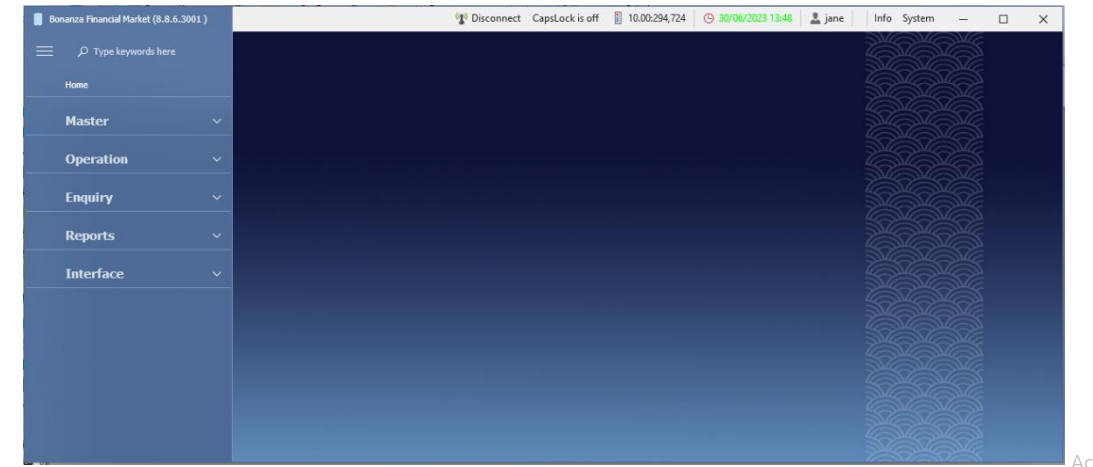 Bonanza Financial Market (8.8.6.3001 )
Disconnect CapsLock is off 10.00:294,724 30/06/2023 13:48 jane Info System
Type keywords here
Home
Master
Operation
Enquiry
Reports
Interface
Ac